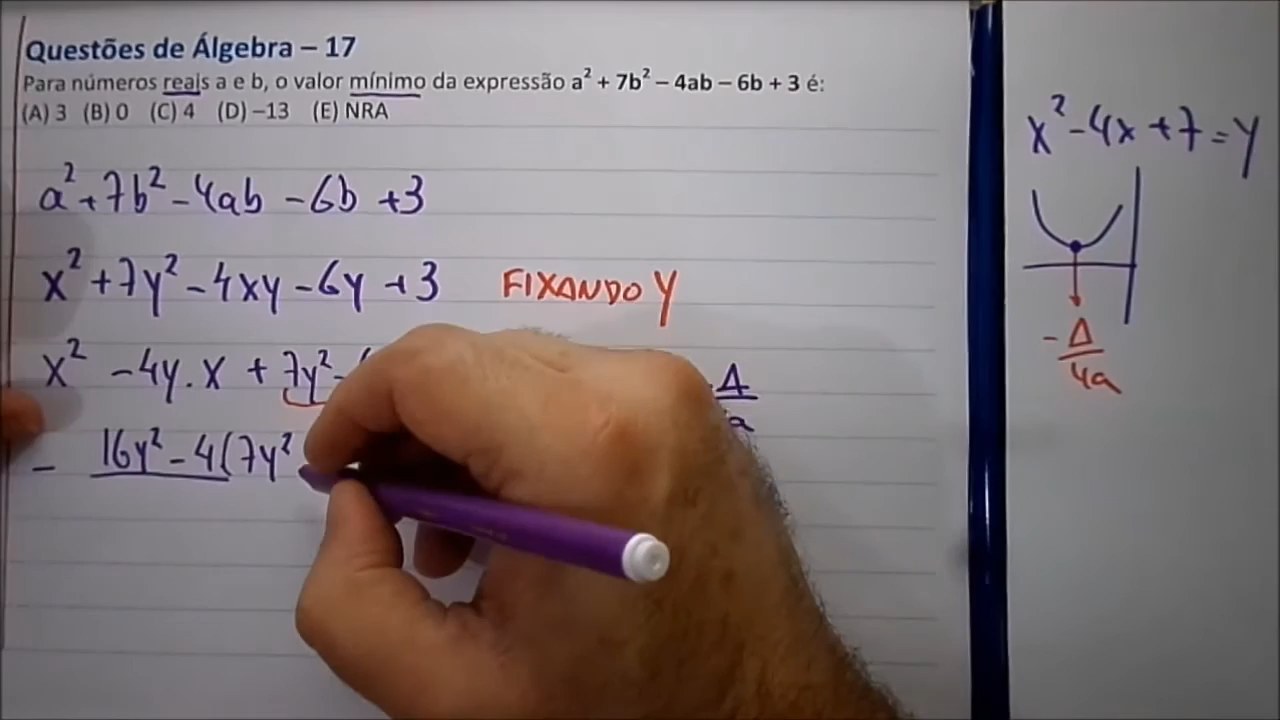 Questões de Álgebra – 17
Para números reais a e b, o valor mínimo da expressão a² + 7b² – 4ab – 6b + 3 é:
(A) 3 (B) 0 (C) 4 (D) –13 (E) NRA
a² + 7b² - 4ab - 6b + 3
x² + 7y² - 4xy - 6y + 3 FIXANDO Y
x² - 4y . x + 7y² -
Δ
a
- 16y² - 4(7y²
x² - 4x + 7 = y
- Δ
4a